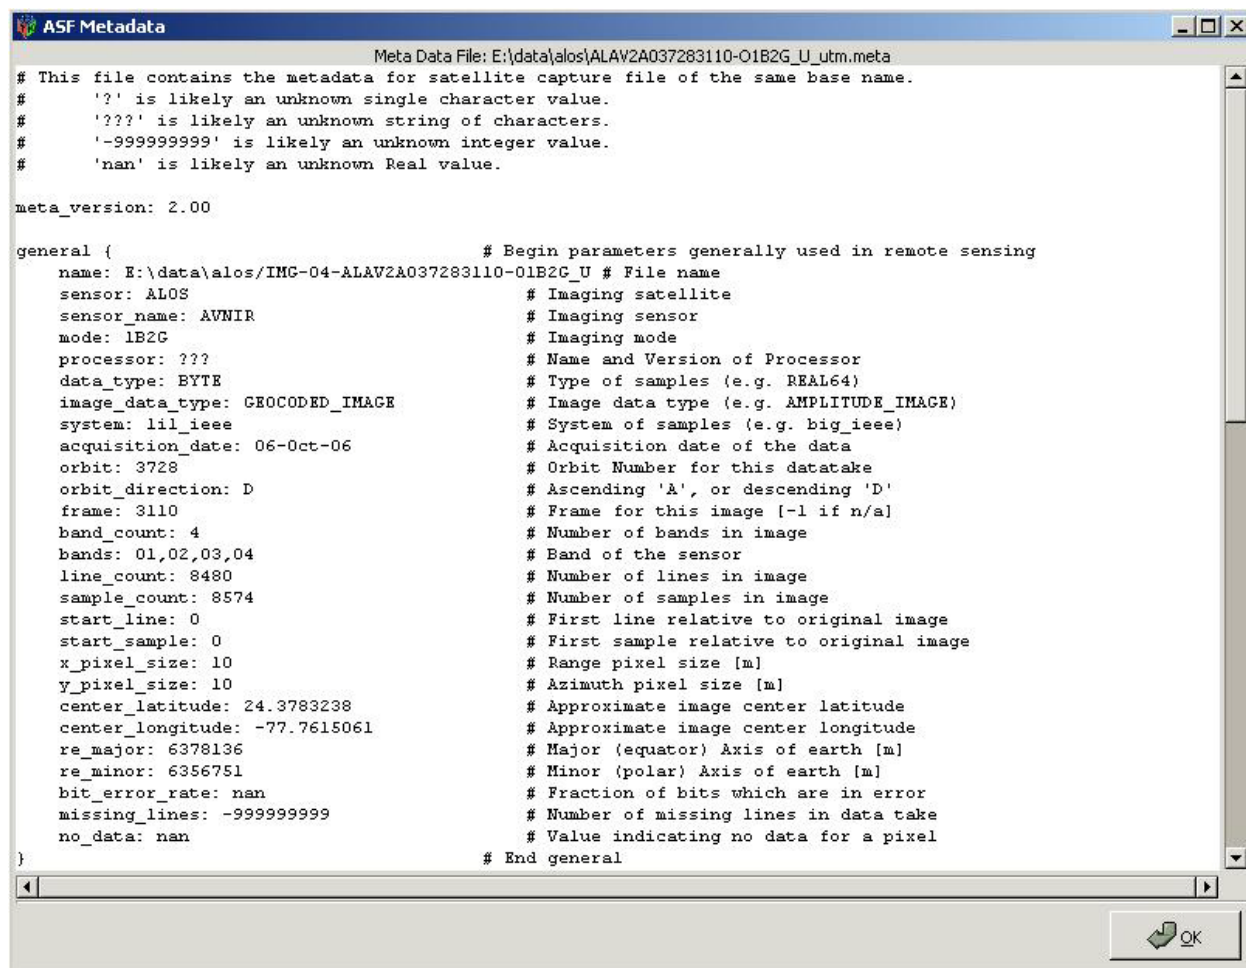 ASF Metadata
Meta Data File: E:\data\alos\ALAV2A037283110-O1B2G_U_utm.meta
# This file contains the metadata for satellite capture file of the same base name.
#      '?' is likely an unknown single character value.
#      '???' is likely an unknown string of characters.
#      '-999999999' is likely an unknown integer value.
#      'nan' is likely an unknown Real value.
meta_version: 2.00
general {                                # Begin parameters generally used in remote sensing
    name: E:\data\alos/IMG-04-ALAV2A037283110-O1B2G_U # File name
    sensor: ALOS                             # Imaging satellite
    sensor_name: AVNIR                       # Imaging sensor
    mode: 1B2G                               # Imaging mode
    processor: ???                           # Name and Version of Processor
    data_type: BYTE                          # Type of samples (e.g. REAL64)
    image_data_type: GEOCODED_IMAGE          # Image data type (e.g. AMPLITUDE_IMAGE)
    system: lil_ieee                         # System of samples (e.g. big_ieee)
    acquisition_date: 06-Oct-06              # Acquisition date of the data
    orbit: 3728                              # Orbit Number for this datatake
    orbit_direction: D                       # Ascending 'A', or descending 'D'
    frame: 3110                              # Frame for this image [-1 if n/a]
    band_count: 4                            # Number of bands in image
    bands: 01,02,03,04                       # Band of the sensor
    line_count: 8480                         # Number of lines in image
    sample_count: 8574                       # Number of samples in image
    start_line: 0                            # First line relative to original image
    start_sample: 0                          # First sample relative to original image
    x_pixel_size: 10                         # Range pixel size [m]
    y_pixel_size: 10                         # Azimuth pixel size [m]
    center_latitude: 24.3783238              # Approximate image center latitude
    center_longitude: -77.7615061            # Approximate image center longitude
    re_major: 6378136                        # Major (equator) Axis of earth [m]
    re_minor: 6356751                        # Minor (polar) Axis of earth [m]
    bit_error_rate: nan                      # Fraction of bits which are in error
    missing_lines: -999999999                # Number of missing lines in data take
    no_data: nan                             # Value indicating no data for a pixel
}                                        # End general
OK